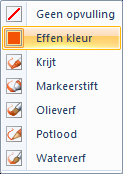 Geen opvulling
Effen kleur
Krijt
Markeerstift
Olieverf
Potlood
Waterverf